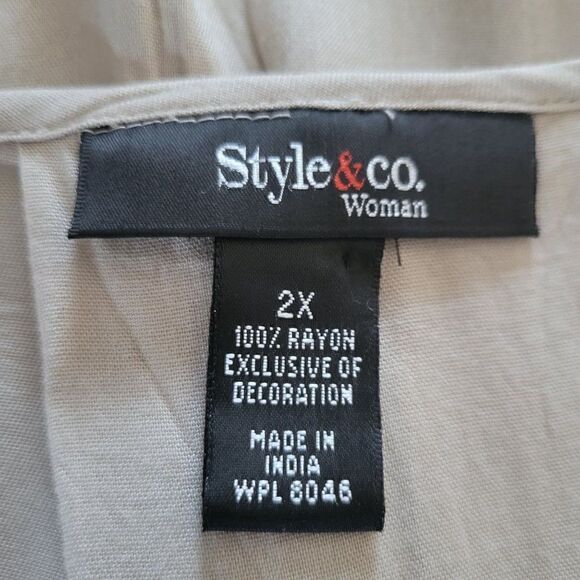 Style&co.
Woman
2X
100% RAYON
EXCLUSIVE OF
DECORATION
MADE IN
INDIA
WPL 8046